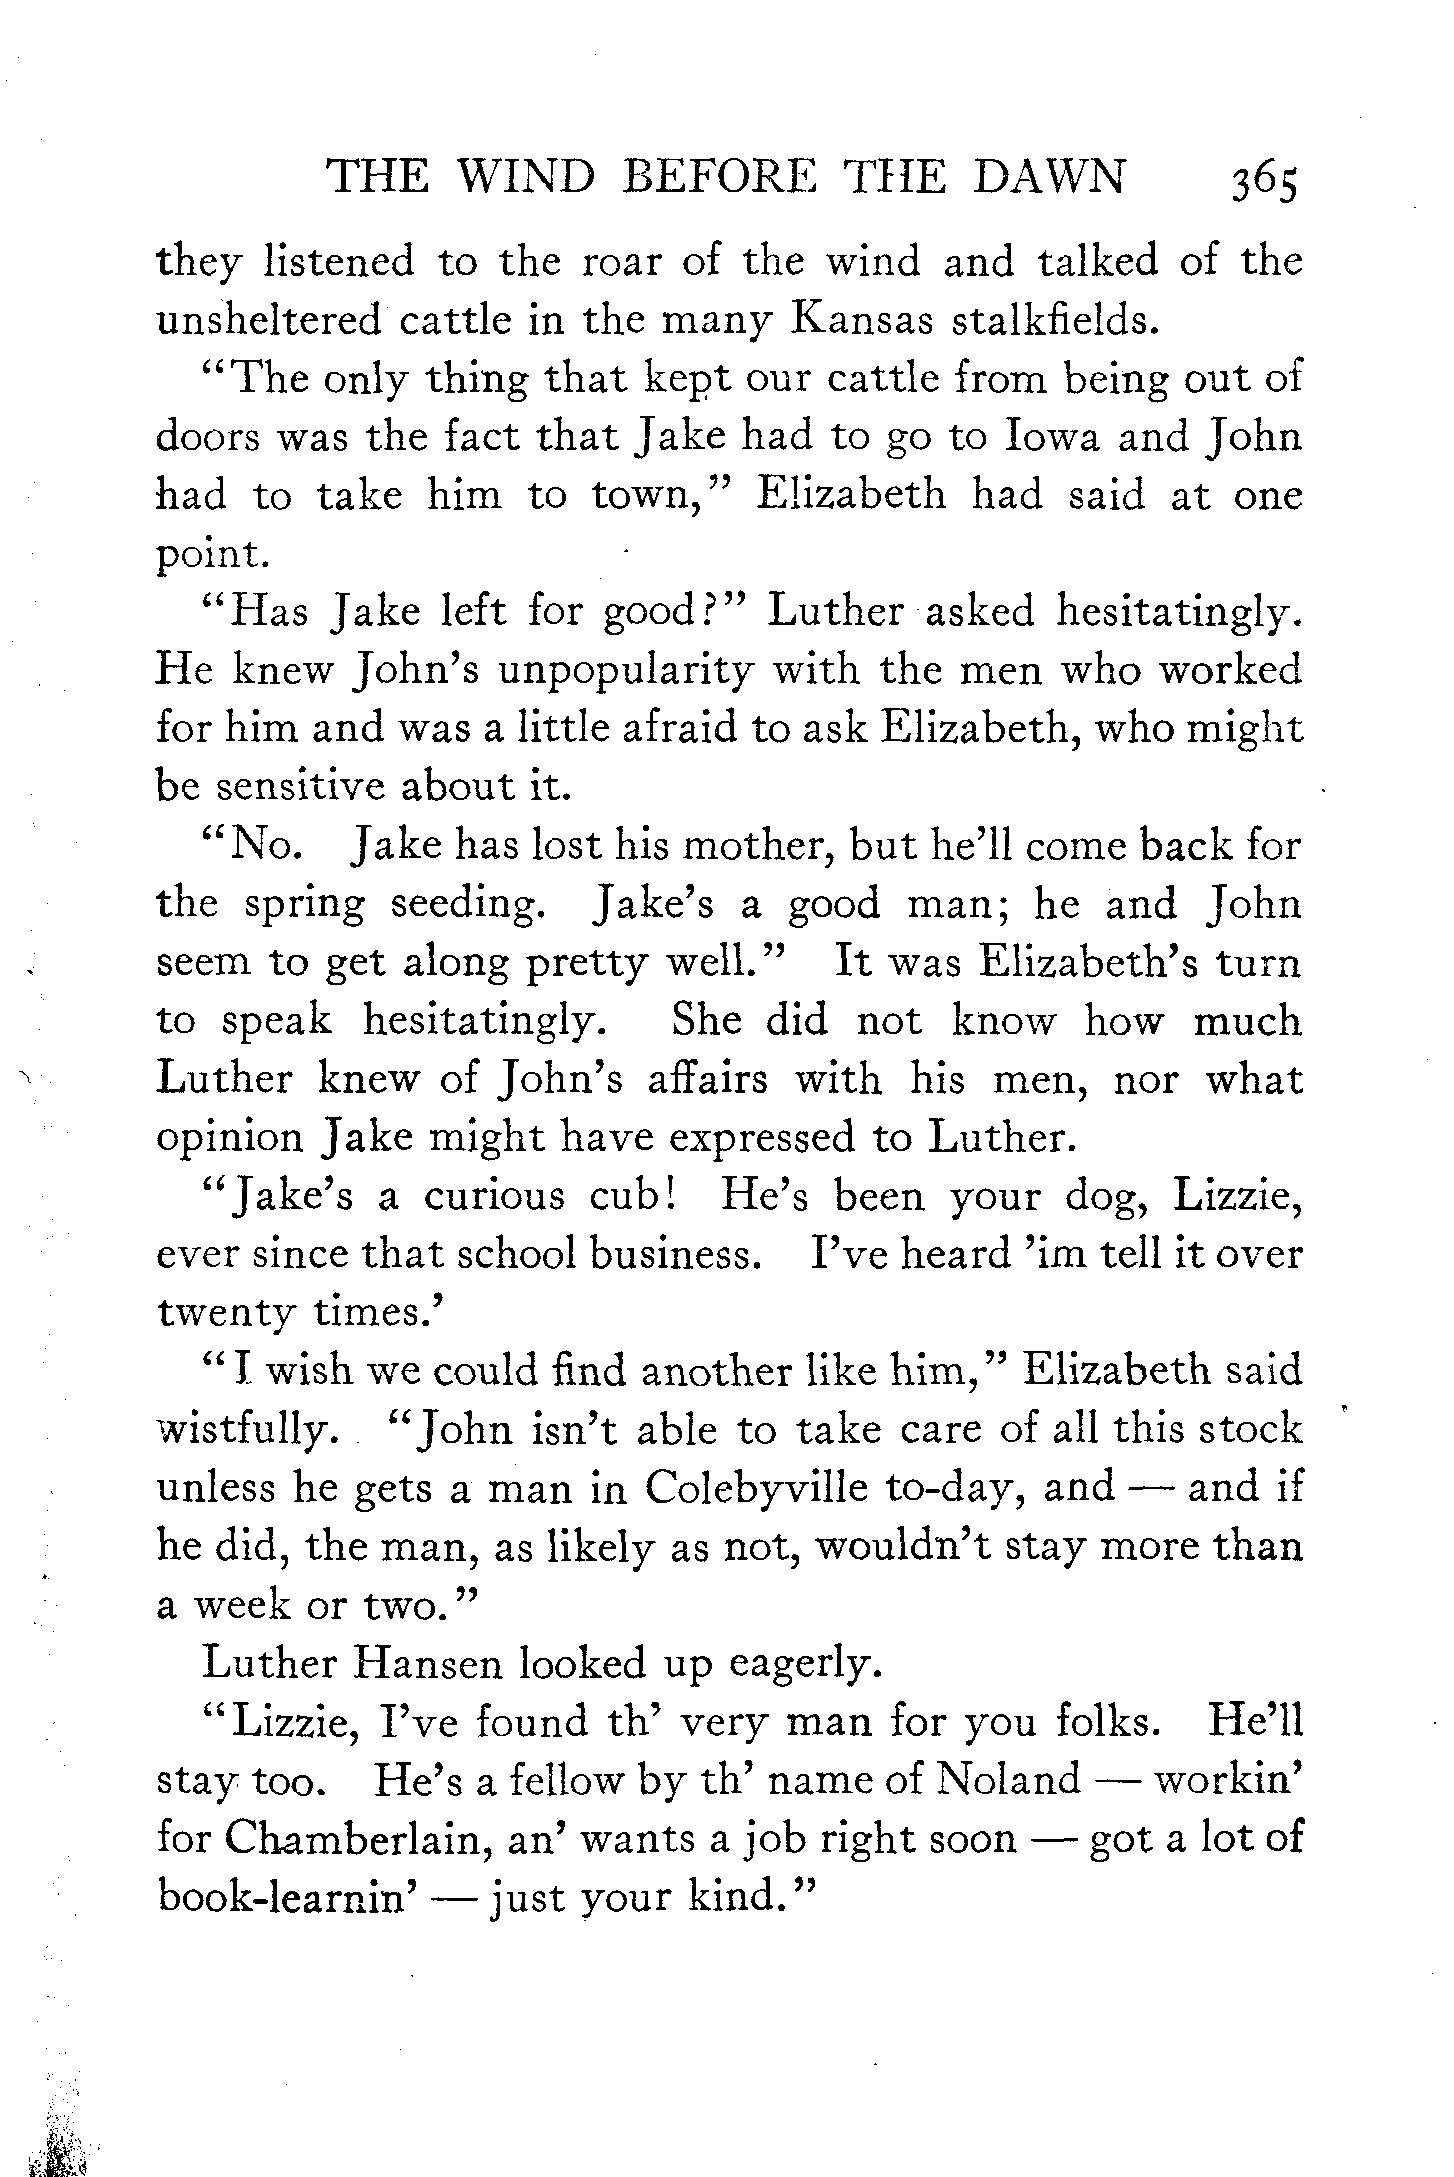 THE WIND BEFORE THE DAWN 365
they listened to the roar of the wind and talked of the
unsheltered cattle in the many Kansas stalkfields.
“The only thing that kept our cattle from being out of
doors was the fact that Jake had to go to Iowa and John
had to take him to town,” Elizabeth had said at one
point.
“Has Jake left for good?” Luther asked hesitatingly.
He knew John’s unpopularity with the men who worked
for him and was a little afraid to ask Elizabeth, who might
be sensitive about it.
“No. Jake has lost his mother, but he’ll come back for
the spring seeding. Jake’s a good man; he and John
seem to get along pretty well.” It was Elizabeth’s turn
to speak hesitatingly. She did not know how much
Luther knew of John’s affairs with his men, nor what
opinion Jake might have expressed to Luther.
“Jake’s a curious cub! He’s been your dog, Lizzie,
ever since that school business. I’ve heard ’im tell it over
twenty times.’
“I wish we could find another like him,” Elizabeth said
wistfully. “John isn’t able to take care of all this stock
unless he gets a man in Colebyville to-day, and — and if
he did, the man, as likely as not, wouldn’t stay more than
a week or two.”
Luther Hansen looked up eagerly.
“Lizzie, I’ve found th’ very man for you folks. He’ll
stay too. He’s a fellow by th’ name of Noland — workin’
for Chamberlain, an’ wants a job right soon — got a lot of
book-learnin’ — just your kind.”